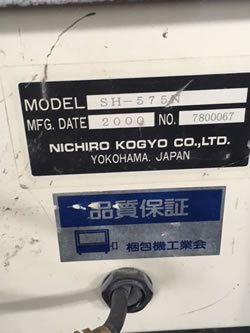 MODEL SH-575N
MFG. DATE 2000 NO. 7800067
NICHIRO KOGYO CO.,LTD.
YOKOHAMA. JAPAN
品質保証
梱包機工業会